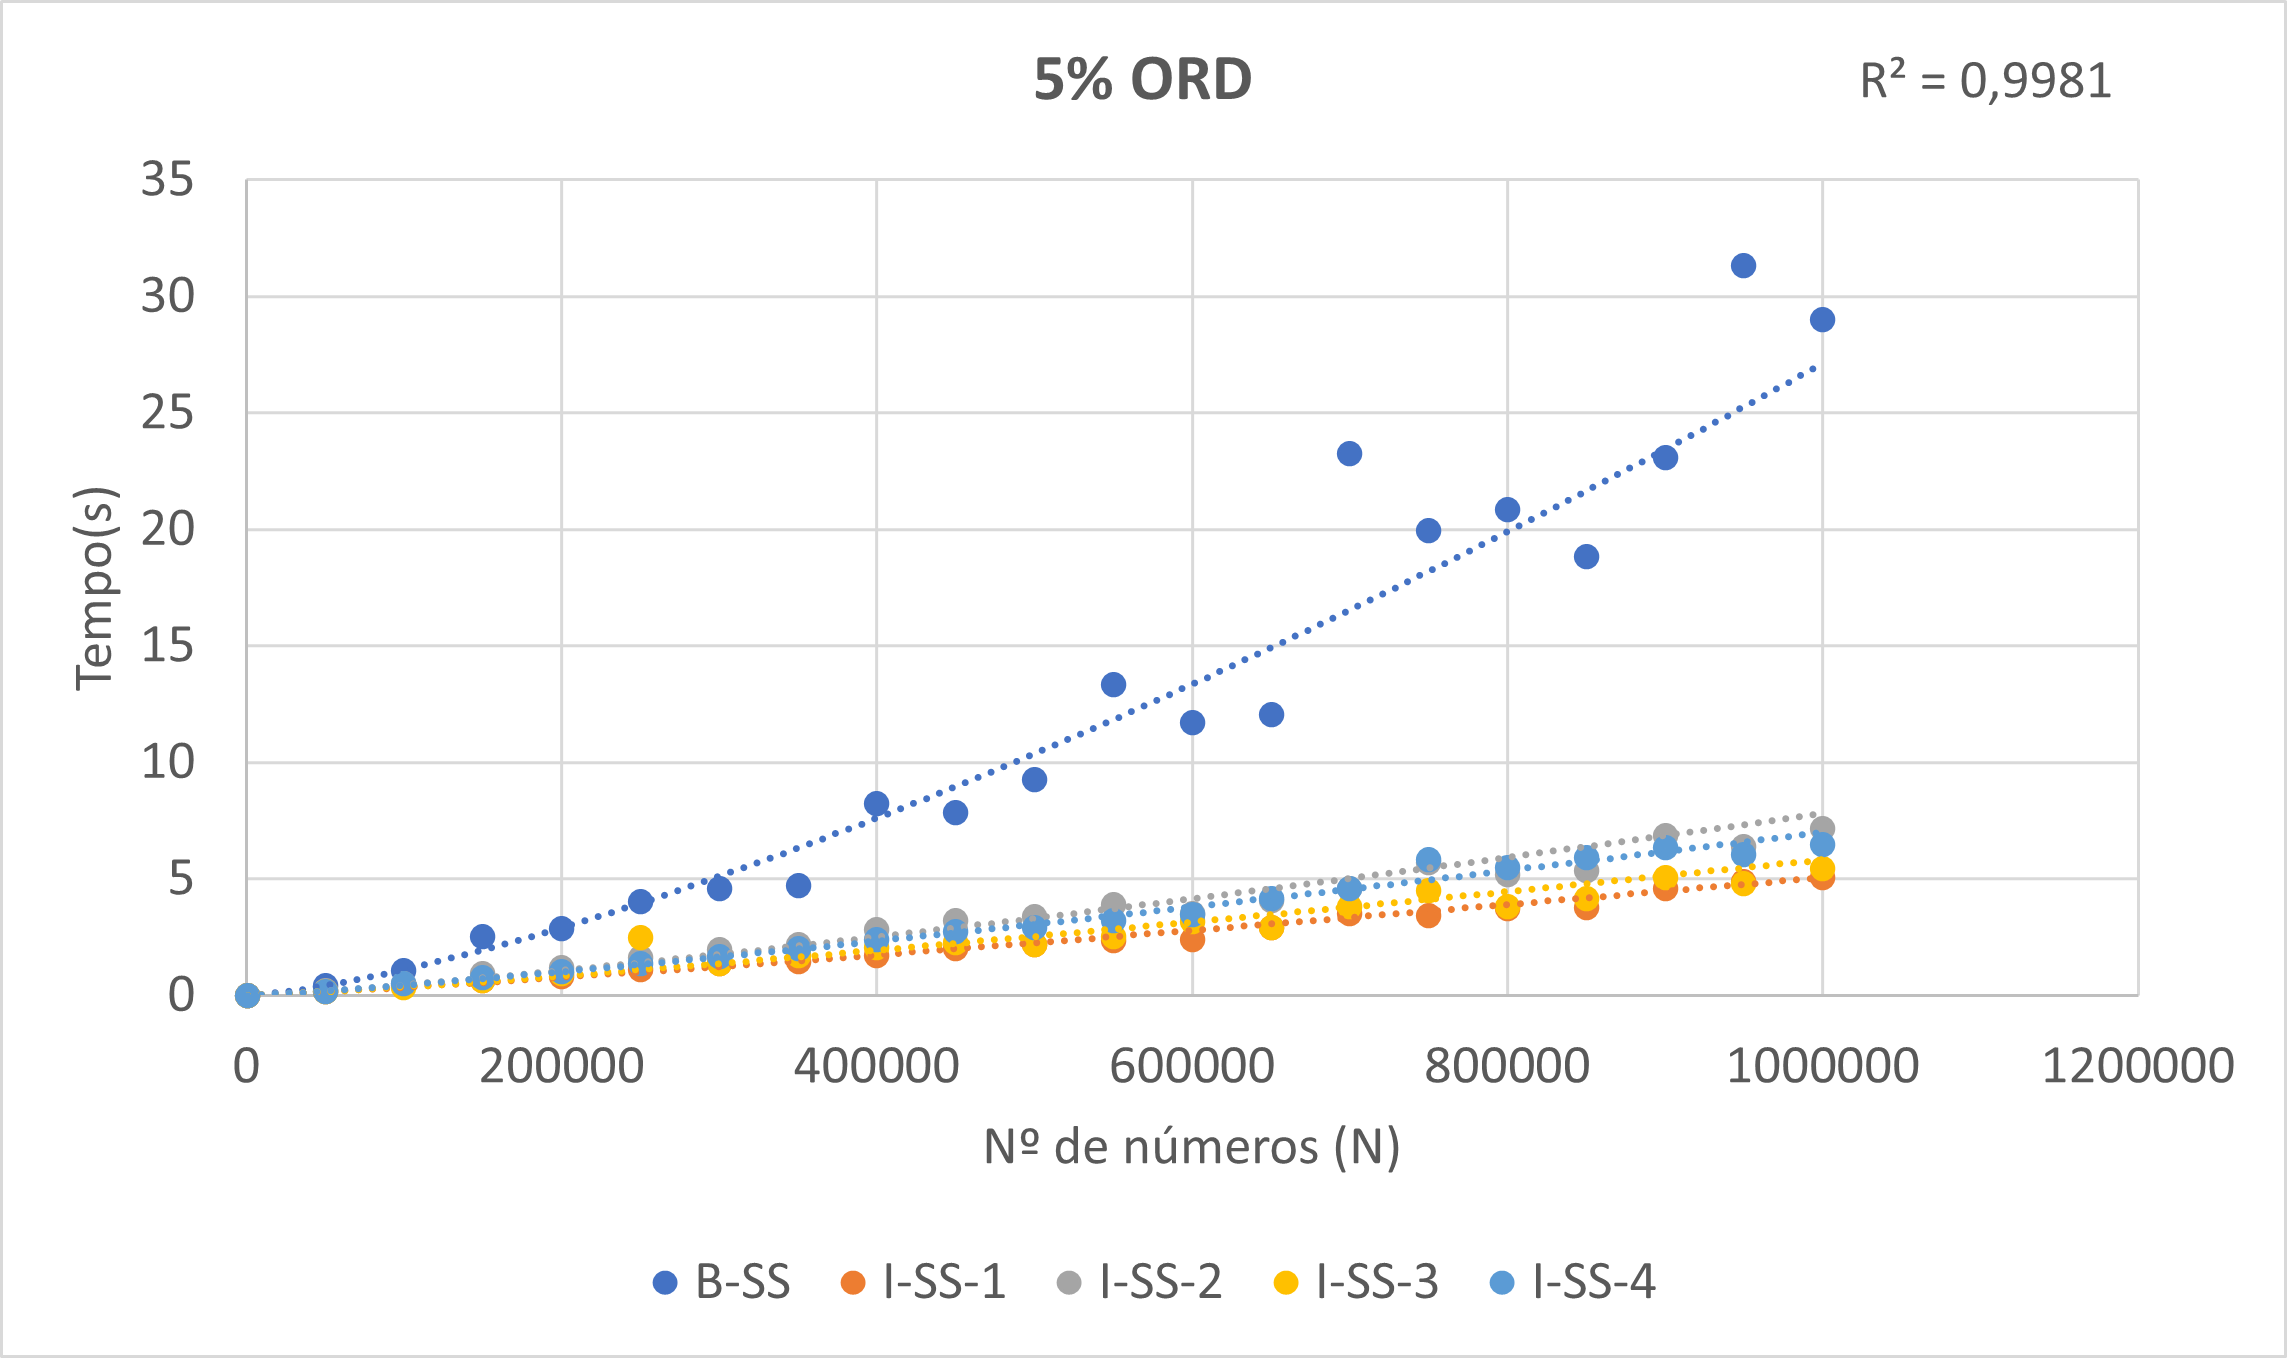 5% ORD
R² = 0,9981
35
30
25
20
15
10
5
0
Tempo(s)
0 200000 400000 600000 800000 1000000 1200000
Nº de números (N)
B-SS I-SS-1 I-SS-2 I-SS-3 I-SS-4